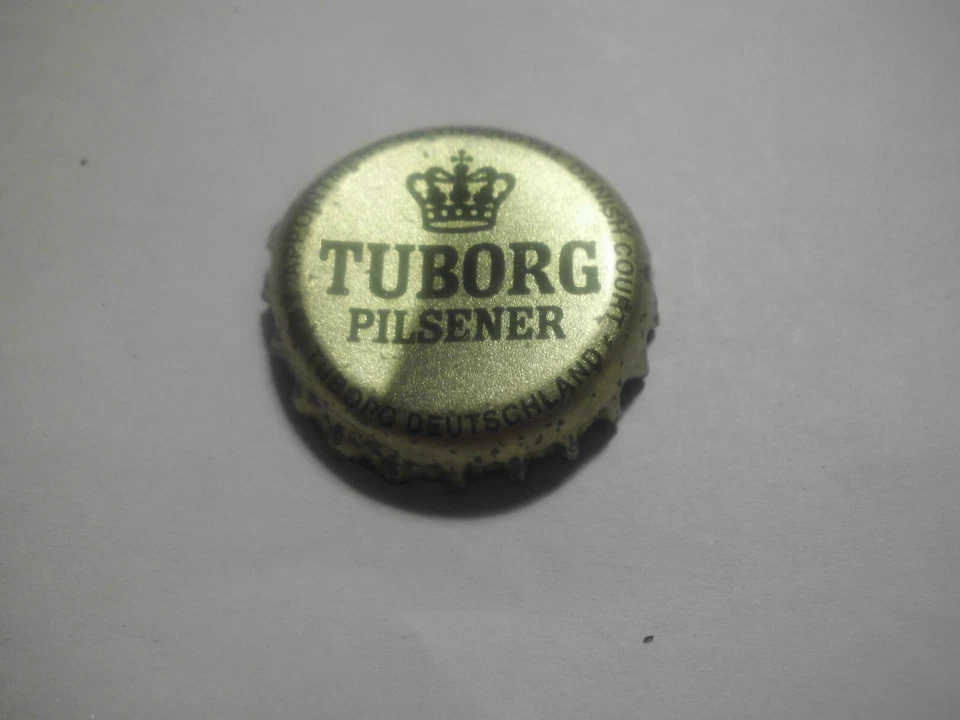 TUBORG
PILSENER
DANISH COURT · TUBORG DEUTSCHLAND ·